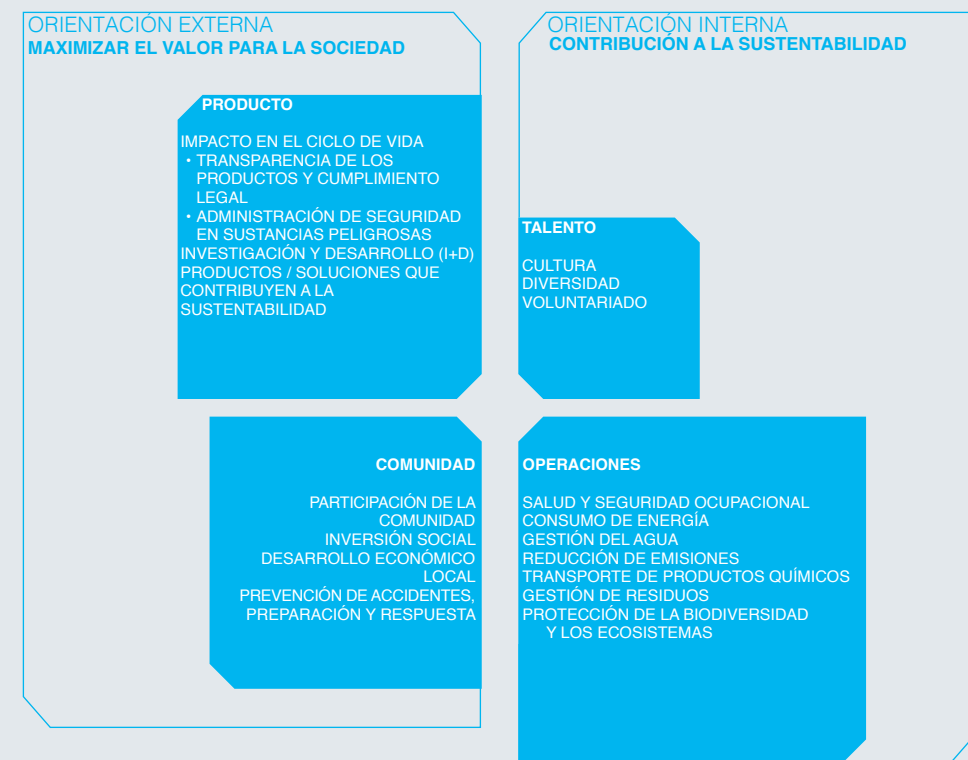 ORIENTACIÓN EXTERNA
MAXIMIZAR EL VALOR PARA LA SOCIEDAD
PRODUCTO
IMPACTO EN EL CICLO DE VIDA
• TRANSPARENCIA DE LOS
PRODUCTOS Y CUMPLIMIENTO
LEGAL
• ADMINISTRACIÓN DE SEGURIDAD
EN SUSTANCIAS PELIGROSAS
INVESTIGACIÓN Y DESARROLLO (I+D)
PRODUCTOS / SOLUCIONES QUE
CONTRIBUYEN A LA
SUSTENTABILIDAD
COMUNIDAD
PARTICIPACIÓN DE LA
COMUNIDAD
INVERSIÓN SOCIAL
DESARROLLO ECONÓMICO
LOCAL
PREVENCIÓN DE ACCIDENTES,
PREPARACIÓN Y RESPUESTA
ORIENTACIÓN INTERNA
CONTRIBUCIÓN A LA SUSTENTABILIDAD
TALENTO
CULTURA
DIVERSIDAD
VOLUNTARIADO
OPERACIONES
SALUD Y SEGURIDAD OCUPACIONAL
CONSUMO DE ENERGÍA
GESTIÓN DEL AGUA
REDUCCIÓN DE EMISIONES
TRANSPORTE DE PRODUCTOS QUÍMICOS
GESTIÓN DE RESIDUOS
PROTECCIÓN DE LA BIODIVERSIDAD
Y LOS ECOSISTEMAS